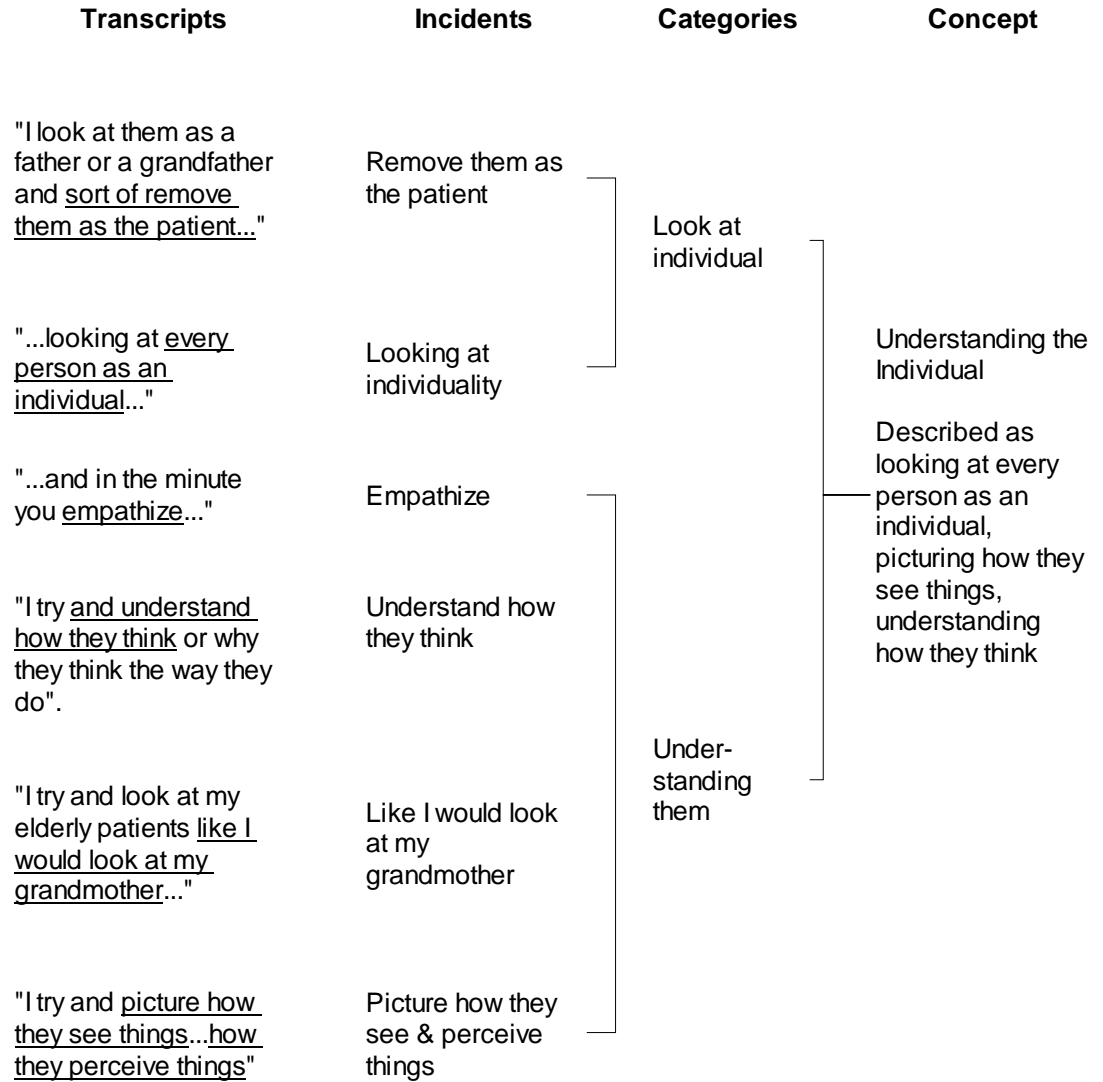 Transcripts
Incidents
Categories
Concept
"I look at them as a
father or a grandfather
and sort of remove
them as the patient..."
Remove them as
the patient
Look at
individual
"...looking at every
person as an
individual..."
Looking at
individuality
Understanding the
Individual
Described as
looking at every
person as an
individual,
picturing how they
see things,
understanding
how they think
"...and in the minute
you empathize..."
Empathize
"I try and understand
how they think or why
they think the way they
do".
Understand how
they think
Under-
standing
them
"I try and look at my
elderly patients like I
would look at my
grandmother..."
Like I would look
at my
grandmother
"I try and picture how
they see things...how
they perceive things"
Picture how they
see & perceive
things